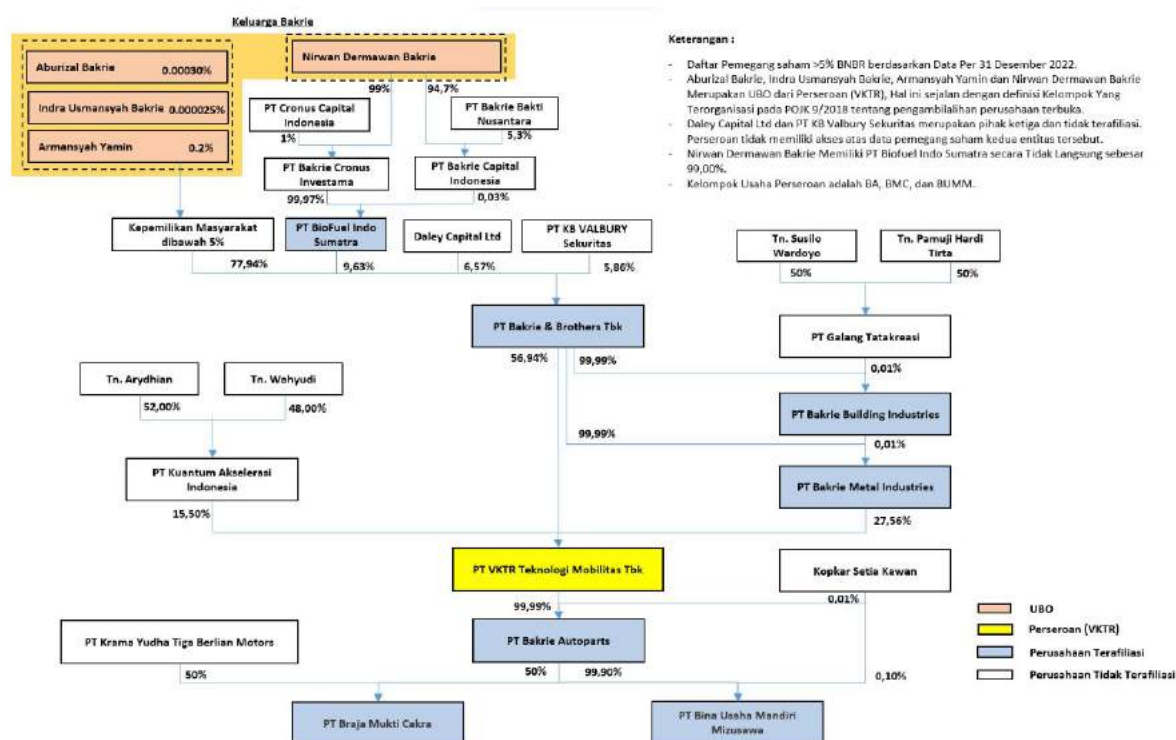 Keluarga Bakrie
Aburizal Bakrie 0.00030%
Indra Usmansyah Bakrie 0.000025%
Armansyah Yamin 0.2%
Nirwan Dermawan Bakrie
99%
94,7%
PT Cronus Capital
Indonesia
1%
PT Bakrie Bakti
Nusantara
5,3%
PT Bakrie Cronus
Investama
99,97%
PT Bakrie Capital
Indonesia
0,03%
Keterangan :
- Daftar Pemegang saham >5% BNBR berdasarkan Data Per 31 Desember 2022.
- Aburizal Bakrie, Indra Usmansyah Bakrie, Armansyah Yamin dan Nirwan Dermawan Bakrie
Merupakan UBO dari Perseroan (VKTR), Hal ini sejalan dengan definisi Kelompok Yang
Terorganisasi pada POJK 9/2018 tentang pengambilalihan perusahaan terbuka.
- Daley Capital Ltd dan PT KB Valbury Sekuritas merupakan pihak ketiga dan tidak terafiliasi.
Perseroan tidak memiliki akses atas data pemegang saham kedua entitas tersebut.
- Nirwan Dermawan Bakrie Memiliki PT Biofuel Indo Sumatra secara Tidak Langsung sebesar
99,00%.
- Kelompok Usaha Perseroan adalah BA, BMC, dan BUMM.
Kepemilikan Masyarakat
dibawah 5%
77,94%
PT BioFuel Indo
Sumatra
9,63%
Daley Capital Ltd
6,57%
PT KB VALBURY
Sekuritas
5,86%
Tn. Susilo
Wardoyo
50%
Tn. Pamuji Hardi
Tirta
50%
PT Bakrie & Brothers Tbk
56,94%
99,99%
PT Galang Tatakreasi
0,01%
Tn. Arydhian
52,00%
Tn. Wahyudi
48,00%
PT Bakrie Building Industries
99,99%
0,01%
PT Kuantum Akselerasi
Indonesia
15,50%
PT Bakrie Metal Industries
27,56%
PT VKTR Teknologi Mobilitas Tbk
99,99%
Kopkar Setia Kawan
0,01%
0,10%
PT Krama Yudha Tiga Berlian Motors
50%
PT Bakrie Autoparts
50%
99,90%
PT Braja Mukti Cakra
PT Bina Usaha Mandiri
Mizusawa
UBO
Perseroan (VKTR)
Perusahaan Terafiliasi
Perusahaan Tidak Terafiliasi